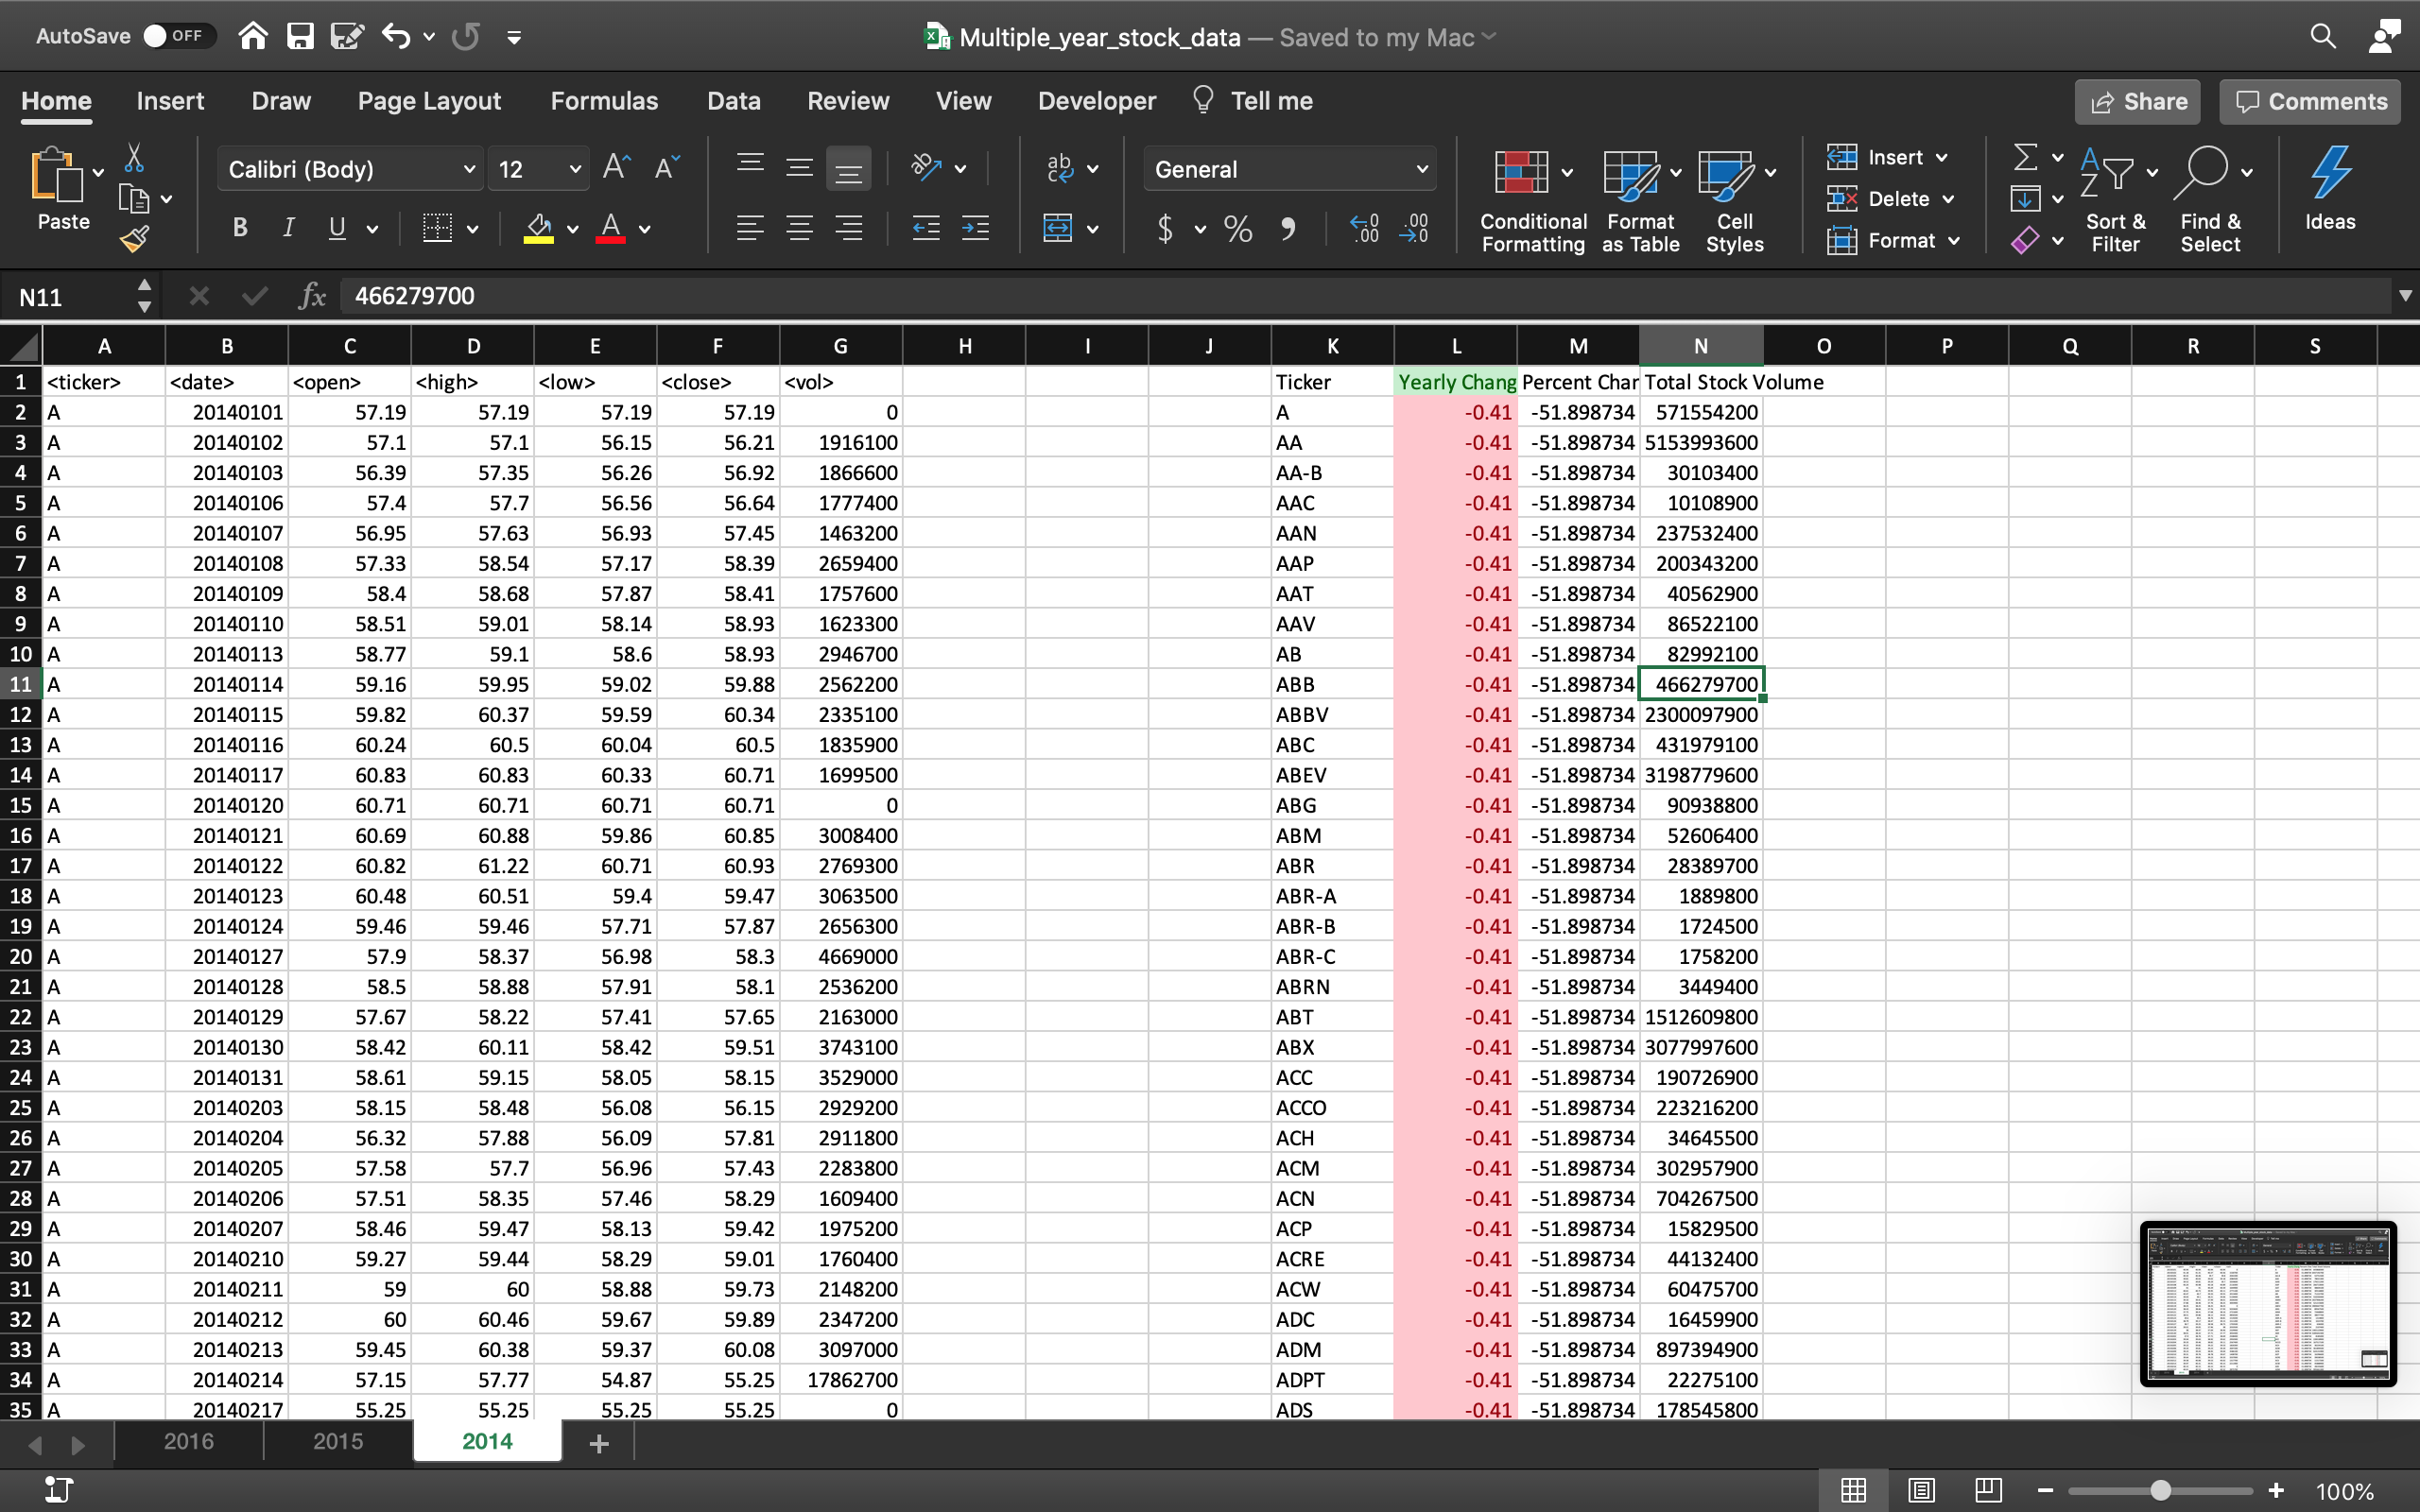 AutoSave OFF Multiple_year_stock_data — Saved to my Mac
Home Insert Draw Page Layout Formulas Data Review View Developer Tell me Share Comments
Paste Calibri (Body) 12 General Conditional Formatting Format as Table Cell Styles Insert Delete Format Sort & Filter Find & Select Ideas
N11 fx 466279700
A B C D E F G H I J K L M N O P Q R S
1 <ticker> <date> <open> <high> <low> <close> <vol> Ticker Yearly Chang Percent Char Total Stock Volume
2 A 20140101 57.19 57.19 57.19 57.19 0 A -0.41 -51.898734 571554200
3 A 20140102 57.1 57.1 56.15 56.21 1916100 AA -0.41 -51.898734 5153993600
4 A 20140103 56.39 57.35 56.26 56.92 1866600 AA-B -0.41 -51.898734 30103400
5 A 20140106 57.4 57.7 56.56 56.64 1777400 AAC -0.41 -51.898734 10108900
6 A 20140107 56.95 57.63 56.93 57.45 1463200 AAN -0.41 -51.898734 237532400
7 A 20140108 57.33 58.54 57.17 58.39 2659400 AAP -0.41 -51.898734 200343200
8 A 20140109 58.4 58.68 57.87 58.41 1757600 AAT -0.41 -51.898734 40562900
9 A 20140110 58.51 59.01 58.14 58.93 1623300 AAV -0.41 -51.898734 86522100
10 A 20140113 58.77 59.1 58.6 58.93 2946700 AB -0.41 -51.898734 82992100
11 A 20140114 59.16 59.95 59.02 59.88 2562200 ABB -0.41 -51.898734 466279700
12 A 20140115 59.82 60.37 59.59 60.34 2335100 ABBV -0.41 -51.898734 2300097900
13 A 20140116 60.24 60.5 60.04 60.5 1835900 ABC -0.41 -51.898734 431979100
14 A 20140117 60.83 60.83 60.33 60.71 1699500 ABEV -0.41 -51.898734 3198779600
15 A 20140120 60.71 60.71 60.71 60.71 0 ABG -0.41 -51.898734 90938800
16 A 20140121 60.69 60.88 59.86 60.85 3008400 ABM -0.41 -51.898734 52606400
17 A 20140122 60.82 61.22 60.71 60.93 2769300 ABR -0.41 -51.898734 28389700
18 A 20140123 60.48 60.51 59.4 59.47 3063500 ABR-A -0.41 -51.898734 1889800
19 A 20140124 59.46 59.46 57.71 57.87 2656300 ABR-B -0.41 -51.898734 1724500
20 A 20140127 57.9 58.37 56.98 58.3 4669000 ABR-C -0.41 -51.898734 1758200
21 A 20140128 58.5 58.88 57.91 58.1 2536200 ABRN -0.41 -51.898734 3449400
22 A 20140129 57.67 58.22 57.41 57.65 2163000 ABT -0.41 -51.898734 1512609800
23 A 20140130 58.42 60.11 58.42 59.51 3743100 ABX -0.41 -51.898734 3077997600
24 A 20140131 58.61 59.15 58.05 58.15 3529000 ACC -0.41 -51.898734 190726900
25 A 20140203 58.15 58.48 56.08 56.15 2929200 ACCO -0.41 -51.898734 223216200
26 A 20140204 56.32 57.88 56.09 57.81 2911800 ACH -0.41 -51.898734 34645500
27 A 20140205 57.58 57.7 56.96 57.43 2283800 ACM -0.41 -51.898734 302957900
28 A 20140206 57.51 58.35 57.46 58.29 1609400 ACN -0.41 -51.898734 704267500
29 A 20140207 58.46 59.47 58.13 59.42 1975200 ACP -0.41 -51.898734 15829500
30 A 20140210 59.27 59.44 58.29 59.01 1760400 ACRE -0.41 -51.898734 44132400
31 A 20140211 59 60 58.88 59.73 2148200 ACW -0.41 -51.898734 60475700
32 A 20140212 60 60.46 59.67 59.89 2347200 ADC -0.41 -51.898734 16459900
33 A 20140213 59.45 60.38 59.37 60.08 3097000 ADM -0.41 -51.898734 897394900
34 A 20140214 57.15 57.77 54.87 55.25 17862700 ADPT -0.41 -51.898734 22275100
35 A 20140217 55.25 55.25 55.25 55.25 0 ADS -0.41 -51.898734 178545800
2016 2015 2014
100%